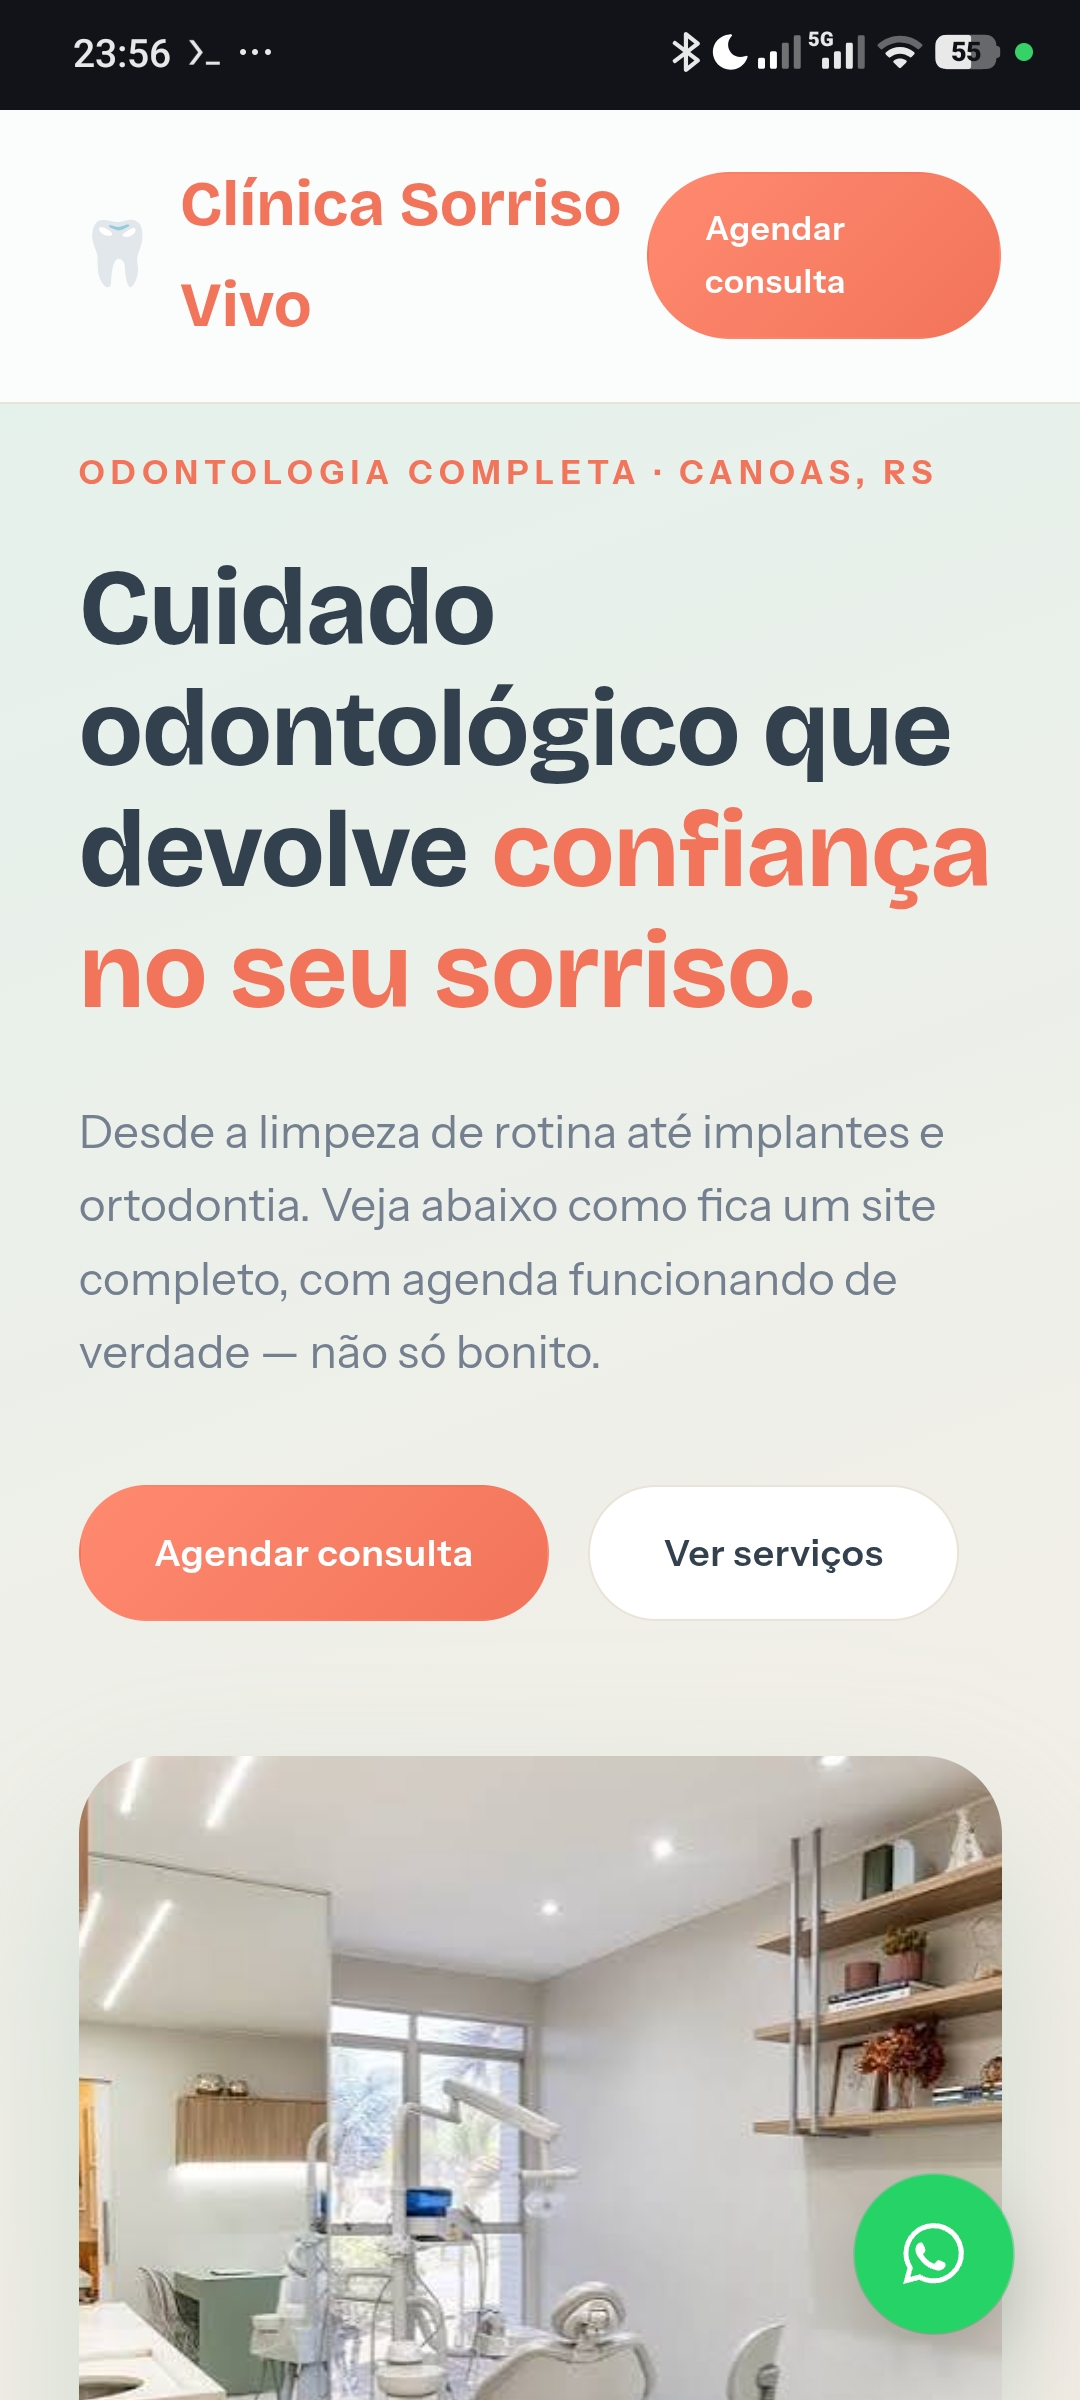 23:56
5G
55
Clínica Sorriso
Vivo
Agendar
consulta
ODONTOLOGIA COMPLETA · CANOAS, RS
Cuidado
odontológico que
devolve confiança
no seu sorriso.
Desde a limpeza de rotina até implantes e
ortodontia. Veja abaixo como fica um site
completo, com agenda funcionando de
verdade — não só bonito.
Agendar consulta
Ver serviços